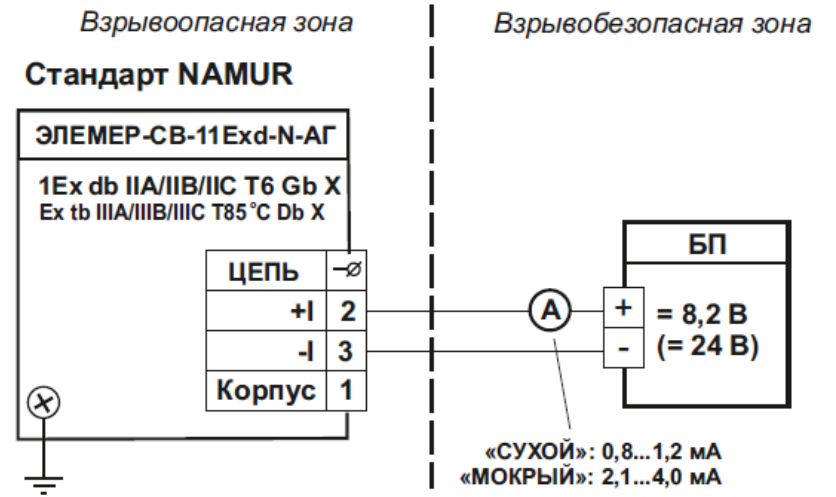 Взрывоопасная зона
Взрывобезопасная зона
Стандарт NAMUR
ЭЛЕМЕР-СВ-11Exd-N-АГ
1Ex db IIA/IIB/IIC T6 Gb X
Ex tb IIIA/IIIB/IIIC T85°C Db X
ЦЕПЬ
+I 2
-I 3
Корпус 1
А
БП
+ = 8,2 В
- (= 24 В)
«СУХОЙ»: 0,8...1,2 мА
«МОКРЫЙ»: 2,1...4,0 мА